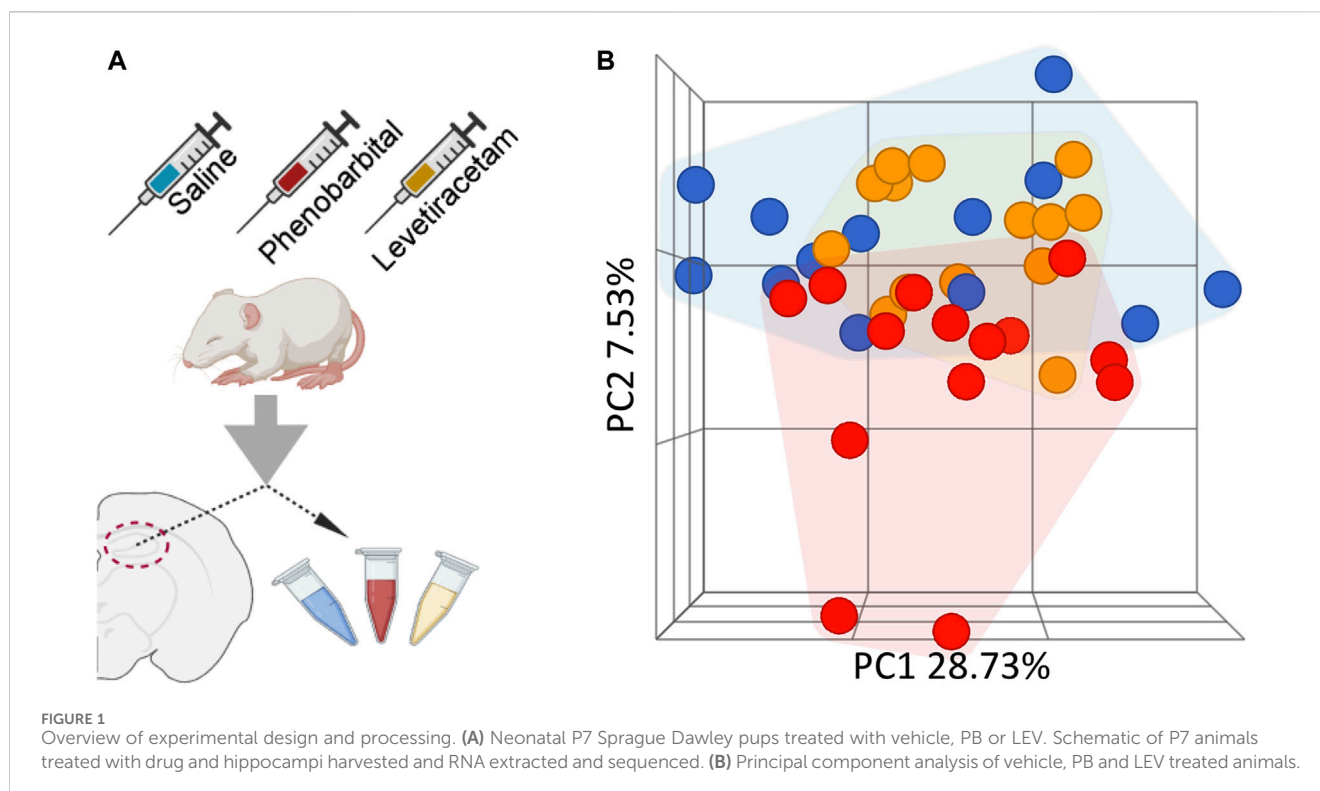 A
Saline
Phenobarbital
Levetiracetam
B
PC2 7.53%
PC1 28.73%
FIGURE 1
Overview of experimental design and processing. (A) Neonatal P7 Sprague Dawley pups treated with vehicle, PB or LEV. Schematic of P7 animals
treated with drug and hippocampi harvested and RNA extracted and sequenced. (B) Principal component analysis of vehicle, PB and LEV treated animals.